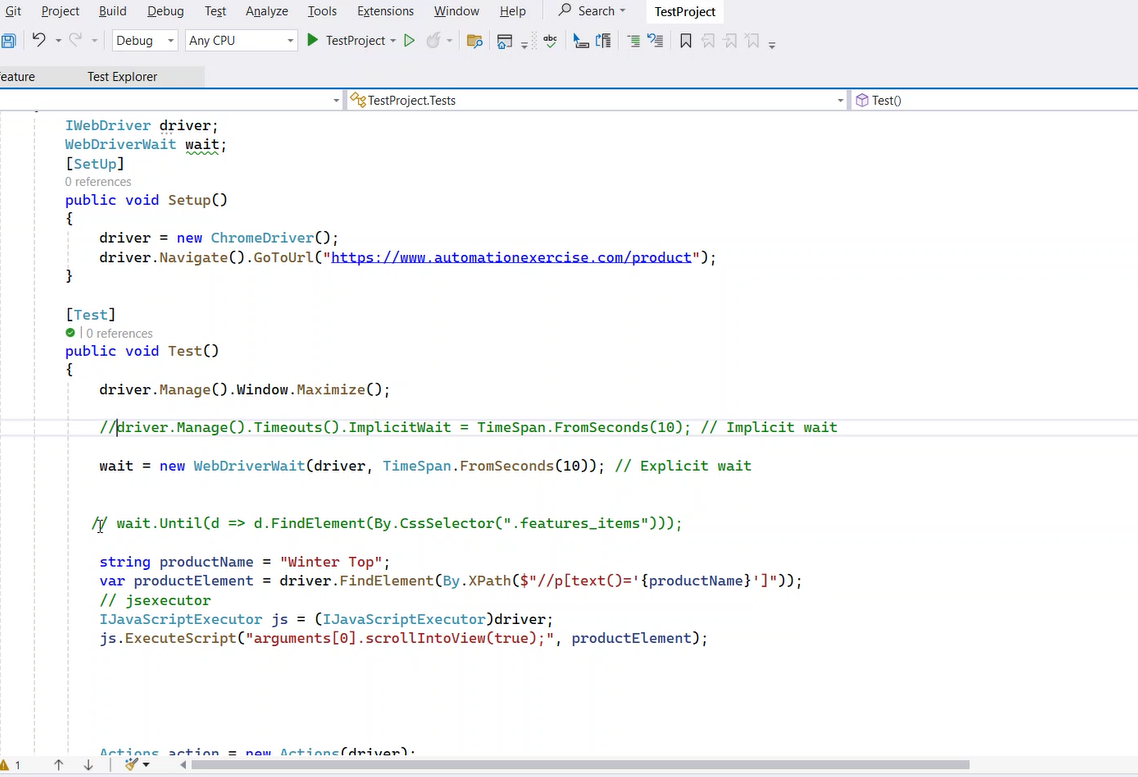 Git Project Build Debug Test Analyze Tools Extensions Window Help Search TestProject
Debug Any CPU TestProject
eature Test Explorer
TestProject.Tests Test()
IWebDriver driver;
WebDriverWait wait;
[SetUp]
0 references
public void Setup()
{
driver = new ChromeDriver();
driver.Navigate().GoToUrl("https://www.automationexercise.com/product");
}
[Test]
0 references
public void Test()
{
driver.Manage().Window.Maximize();
//driver.Manage().Timeouts().ImplicitWait = TimeSpan.FromSeconds(10); // Implicit wait
wait = new WebDriverWait(driver, TimeSpan.FromSeconds(10)); // Explicit wait
// wait.Until(d => d.FindElement(By.CssSelector(".features_items")));
string productName = "Winter Top";
var productElement = driver.FindElement(By.XPath($"//p[text()='{productName}']"));
// jsexecutor
IJavaScriptExecutor js = (IJavaScriptExecutor)driver;
js.ExecuteScript("arguments[0].scrollIntoView(true);", productElement);
Actions action = new Actions(driver);
1